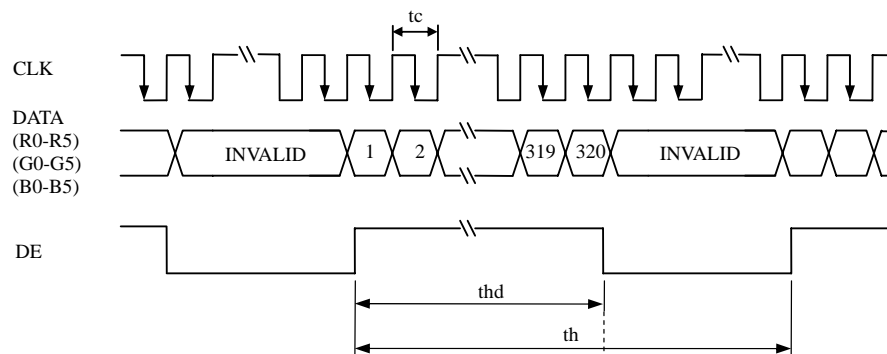 tc
CLK
DATA
(R0-R5)
(G0-G5)
(B0-B5)
INVALID 1 2 319 320 INVALID
DE
thd
th